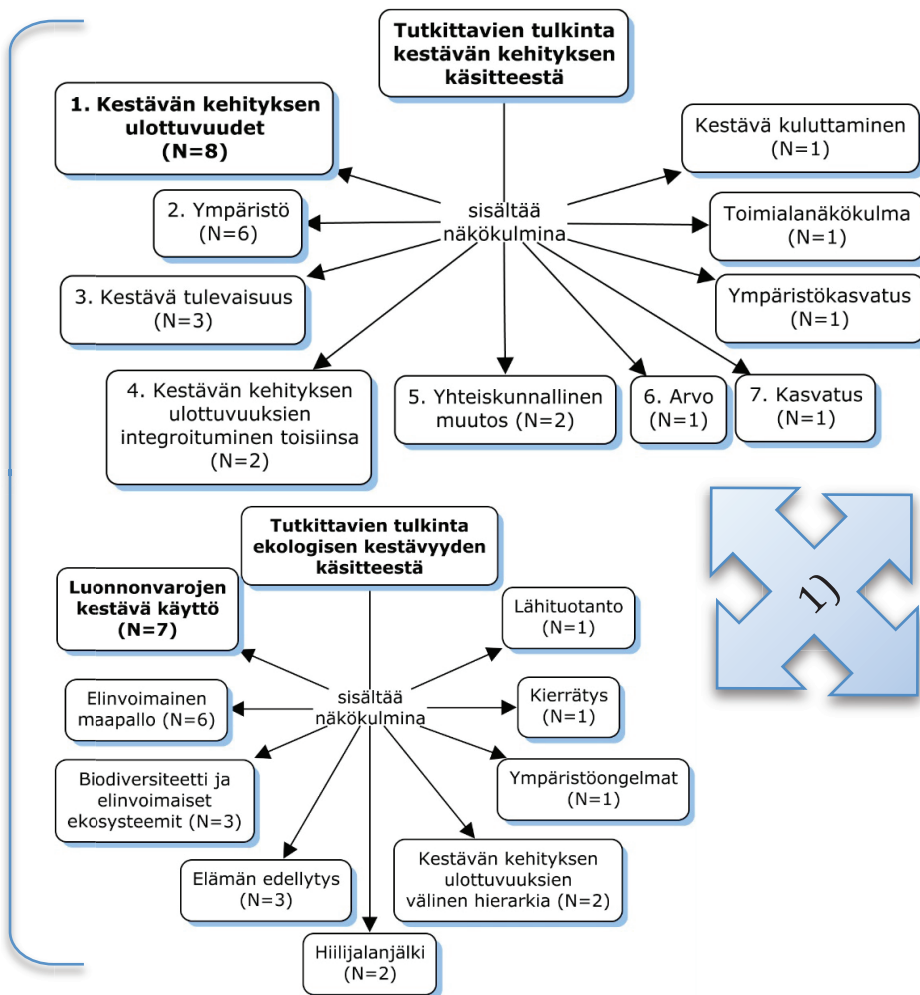 Tutkittavien tulkinta
kestävän kehityksen
käsitteestä
1. Kestävän kehityksen
ulottuvuudet
(N=8)
Kestävä kuluttaminen
(N=1)
2. Ympäristö
(N=6)
sisältää
näkökulmina
Toimialanäkökulma
(N=1)
3. Kestävä tulevaisuus
(N=3)
Ympäristökasvatus
(N=1)
4. Kestävän kehityksen
ulottuvuuksien
integroituminen toisiinsa
(N=2)
5. Yhteiskunnallinen
muutos (N=2)
6. Arvo
(N=1)
7. Kasvatus
(N=1)
Tutkittavien tulkinta
ekologisen kestävyyden
käsitteestä
1)
Luonnonvarojen
kestävä käyttö
(N=7)
Lähituotanto
(N=1)
Elinvoimainen
maapallo (N=6)
sisältää
näkökulmina
Kierrätys
(N=1)
Biodiversiteetti ja
elinvoimaiset
ekosysteemit (N=3)
Ympäristöongelmat
(N=1)
Elämän edellytys
(N=3)
Kestävän kehityksen
ulottuvuuksien
välinen hierarkia (N=2)
Hiilijalanjälki
(N=2)